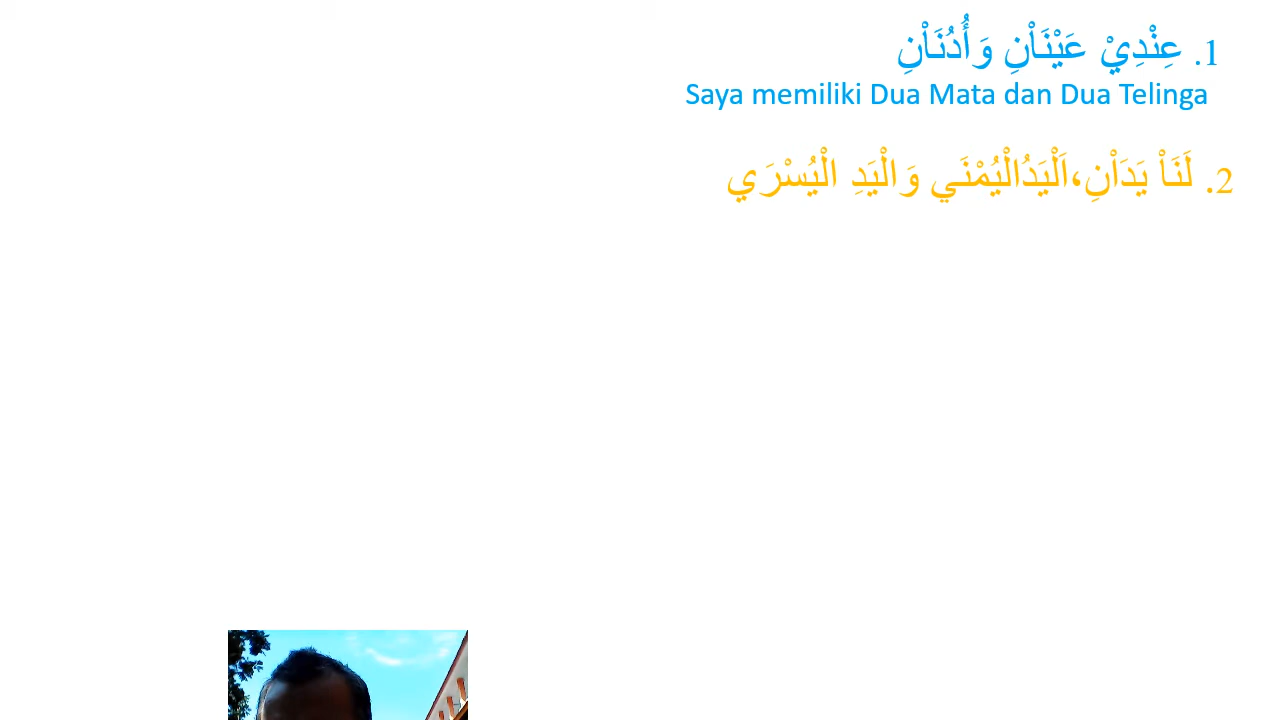 1. عِنْدِيْ عَيْنَاْنِ وَأُدُنَاْنِ
Saya memiliki Dua Mata dan Dua Telinga
2. لَنَاْ يَدَاْنِ،اَلْيَدُالْيُمْنَي وَالْيَدِ الْيُسْرَي